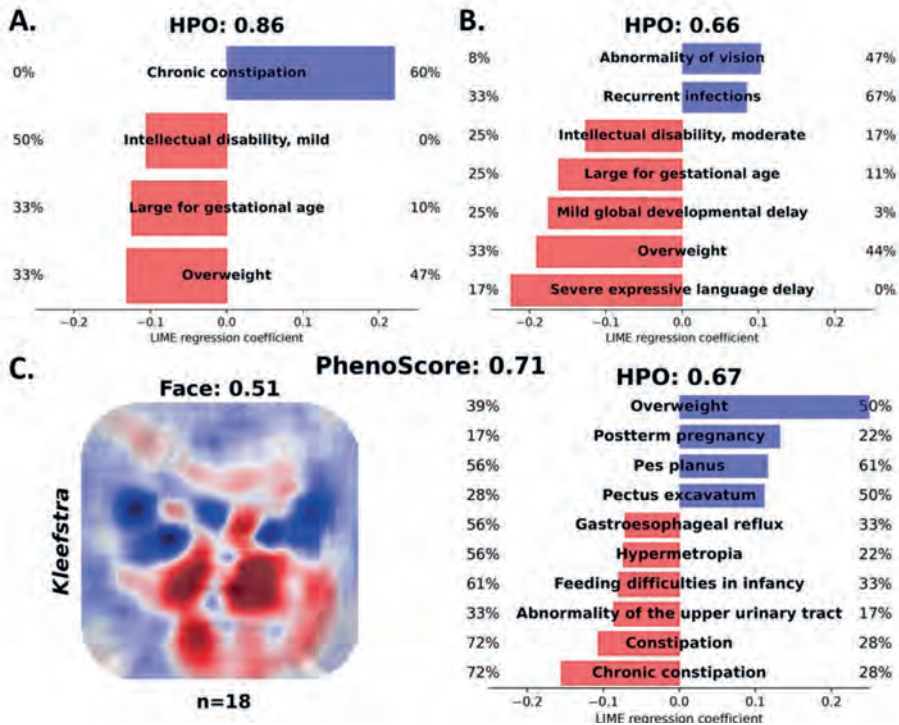 A.
HPO: 0.86
0% Chronic constipation 60%
50% Intellectual disability, mild 0%
33% Large for gestational age 10%
33% Overweight 47%
−0.2 −0.1 0.0 0.1 0.2
LIME regression coefficient
B.
HPO: 0.66
8% Abnormality of vision 47%
33% Recurrent infections 67%
25% Intellectual disability, moderate 17%
25% Large for gestational age 11%
25% Mild global developmental delay 3%
33% Overweight 44%
17% Severe expressive language delay 0%
−0.2 −0.1 0.0 0.1 0.2
LIME regression coefficient
C.
PhenoScore: 0.71
Face: 0.51
Kleefstra
n=18
HPO: 0.67
39% Overweight 50%
17% Postterm pregnancy 22%
56% Pes planus 61%
28% Pectus excavatum 50%
56% Gastroesophageal reflux 33%
56% Hypermetropia 22%
61% Feeding difficulties in infancy 33%
33% Abnormality of the upper urinary tract 17%
72% Constipation 28%
72% Chronic constipation 28%
−0.2 −0.1 0.0 0.1 0.2
LIME regression coefficient